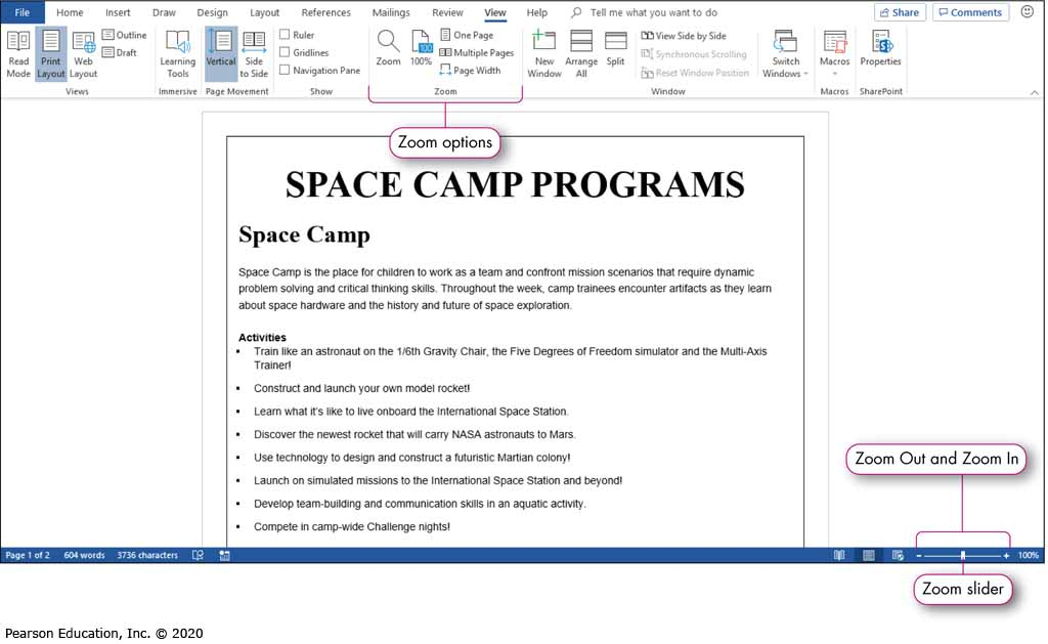 File Home Insert Draw Design Layout References Mailings Review View Help Tell me what you want to do Share Comments
Read Mode
Print Layout
Web Layout
Outline
Draft
Views
Learning Tools
Immersive
Vertical
Side to Side
Page Movement
Ruler
Gridlines
Navigation Pane
Show
Zoom
100
100%
One Page
Multiple Pages
Page Width
Zoom
New Window
Arrange All
Split
View Side by Side
Synchronous Scrolling
Reset Window Position
Switch Windows
Window
Macros
Macros
Properties
SharePoint
Zoom options
SPACE CAMP PROGRAMS
Space Camp
Space Camp is the place for children to work as a team and confront mission scenarios that require dynamic
problem solving and critical thinking skills. Throughout the week, camp trainees encounter artifacts as they learn
about space hardware and the history and future of space exploration.
Activities
▪ Train like an astronaut on the 1/6th Gravity Chair, the Five Degrees of Freedom simulator and the Multi-Axis
Trainer!
▪ Construct and launch your own model rocket!
▪ Learn what it's like to live onboard the International Space Station.
▪ Discover the newest rocket that will carry NASA astronauts to Mars.
▪ Use technology to design and construct a futuristic Martian colony!
▪ Launch on simulated missions to the International Space Station and beyond!
▪ Develop team-building and communication skills in an aquatic activity.
▪ Compete in camp-wide Challenge nights!
Zoom Out and Zoom In
Page 1 of 2 604 words 3736 characters 100%
Zoom slider
Pearson Education, Inc. © 2020